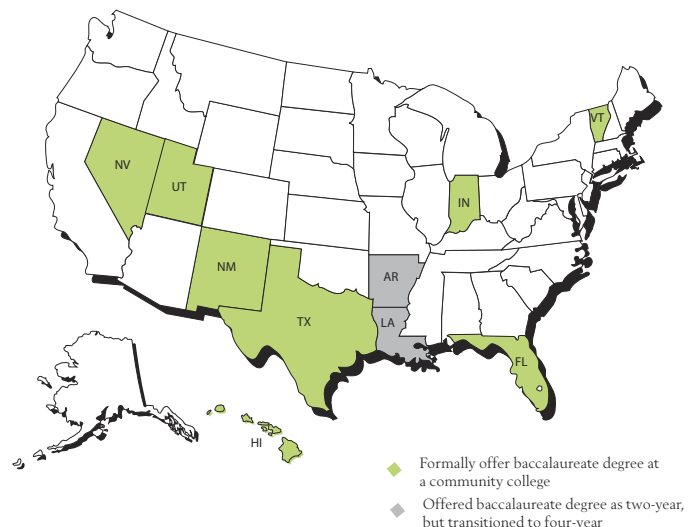 VT
NV
UT
IN
NM
AR
TX
LA
FL
HI
Formally offer baccalaureate degree at
a community college
Offered baccalaureate degree as two-year,
but transitioned to four-year